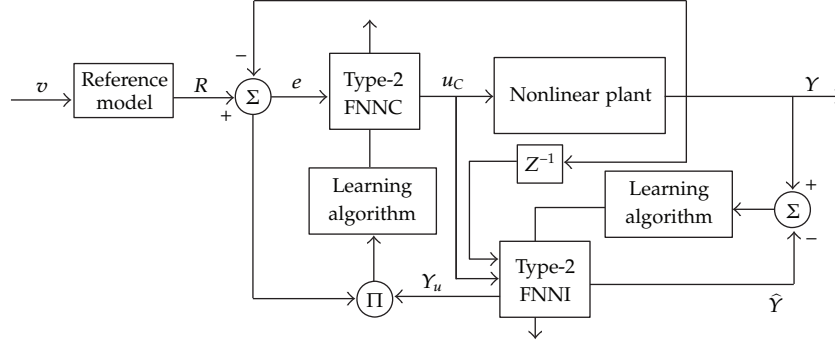 −
v
Reference
model
R
+
Σ
e
Type-2
FNNC
u_C
Nonlinear plant
Y
Z⁻¹
Learning
algorithm
Learning
algorithm
+
Σ
−
Type-2
FNNI
Π
Y_u
Ŷ